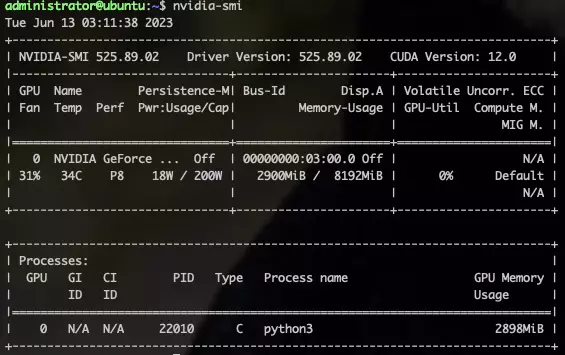 administrator@ubuntu:~$ nvidia-smi
Tue Jun 13 03:11:38 2023
+-----------------------------------------------------------------------------+
| NVIDIA-SMI 525.89.02    Driver Version: 525.89.02    CUDA Version: 12.0     |
|-------------------------------+----------------------+----------------------+
| GPU  Name        Persistence-M| Bus-Id        Disp.A | Volatile Uncorr. ECC |
| Fan  Temp  Perf  Pwr:Usage/Cap|         Memory-Usage | GPU-Util  Compute M. |
|                               |                      |               MIG M. |
|===============================+======================+======================|
|   0  NVIDIA GeForce ...  Off  | 00000000:03:00.0 Off |                  N/A |
| 31%   34C    P8    18W / 200W |   2900MiB /  8192MiB |      0%      Default |
|                               |                      |                  N/A |
+-------------------------------+----------------------+----------------------+

+-----------------------------------------------------------------------------+
| Processes:                                                                  |
|  GPU   GI   CI        PID   Type   Process name                  GPU Memory |
|        ID   ID                                                   Usage      |
|=============================================================================|
|    0   N/A  N/A     22010      C   python3                          2898MiB |
+-----------------------------------------------------------------------------+